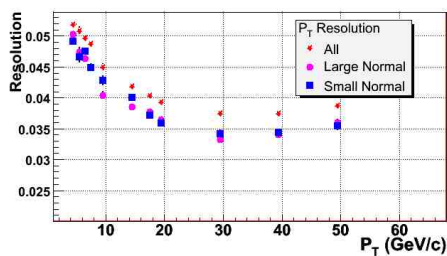 Resolution
0.05
0.045
0.04
0.035
0.03
0.025
P_T Resolution
All
Large Normal
Small Normal
10 20 30 40 50 60
P_T (GeV/c)